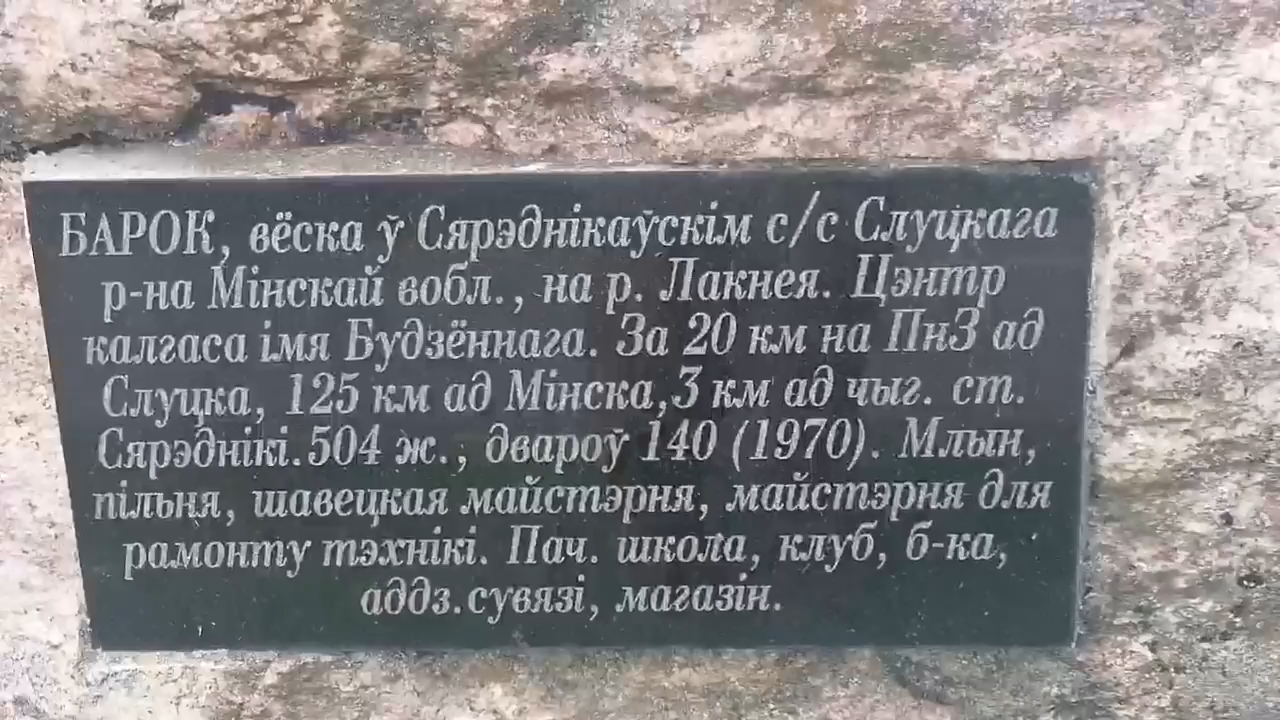 БАРОК, вёска ў Сярэднікаўскім с/с Слуцкага
р-на Мінскай вобл., на р. Лакнея. Цэнтр
калгаса імя Будзённага. За 20 км на ПнЗ ад
Слуцка, 125 км ад Мінска,3 км ад чыг. ст.
Сярэднікі.504 ж., двароў 140 (1970). Млын,
пільня, шавецкая майстэрня, майстэрня для
рамонту тэхнікі. Пач. школа, клуб, б-ка,
аддз.сувязі, магазін.